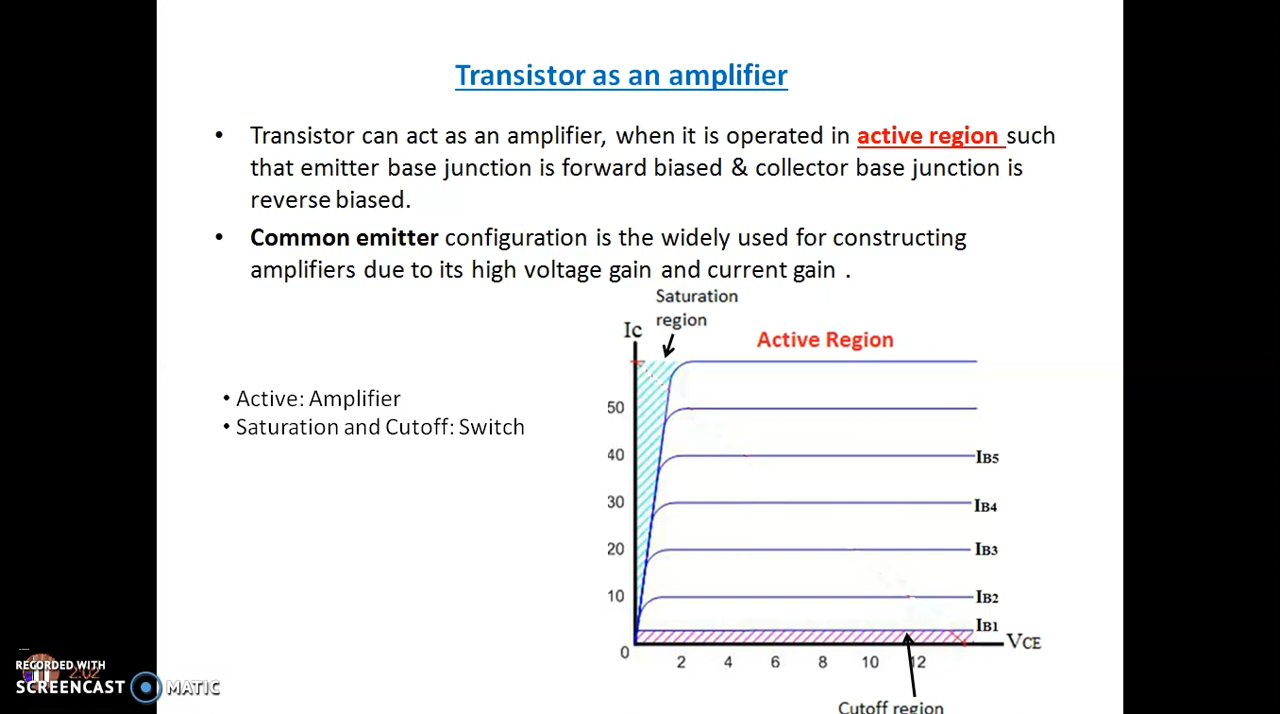 Transistor as an amplifier
• Transistor can act as an amplifier, when it is operated in active region such
that emitter base junction is forward biased & collector base junction is
reverse biased.
• Common emitter configuration is the widely used for constructing
amplifiers due to its high voltage gain and current gain .
Saturation
region
Ic
Active Region
• Active: Amplifier
• Saturation and Cutoff: Switch
50
40
30
20
10
0
IB5
IB4
IB3
IB2
IB1
VCE
2 4 6 8 10 12
Cutoff region
RECORDED WITH
2:02
SCREENCAST MATIC